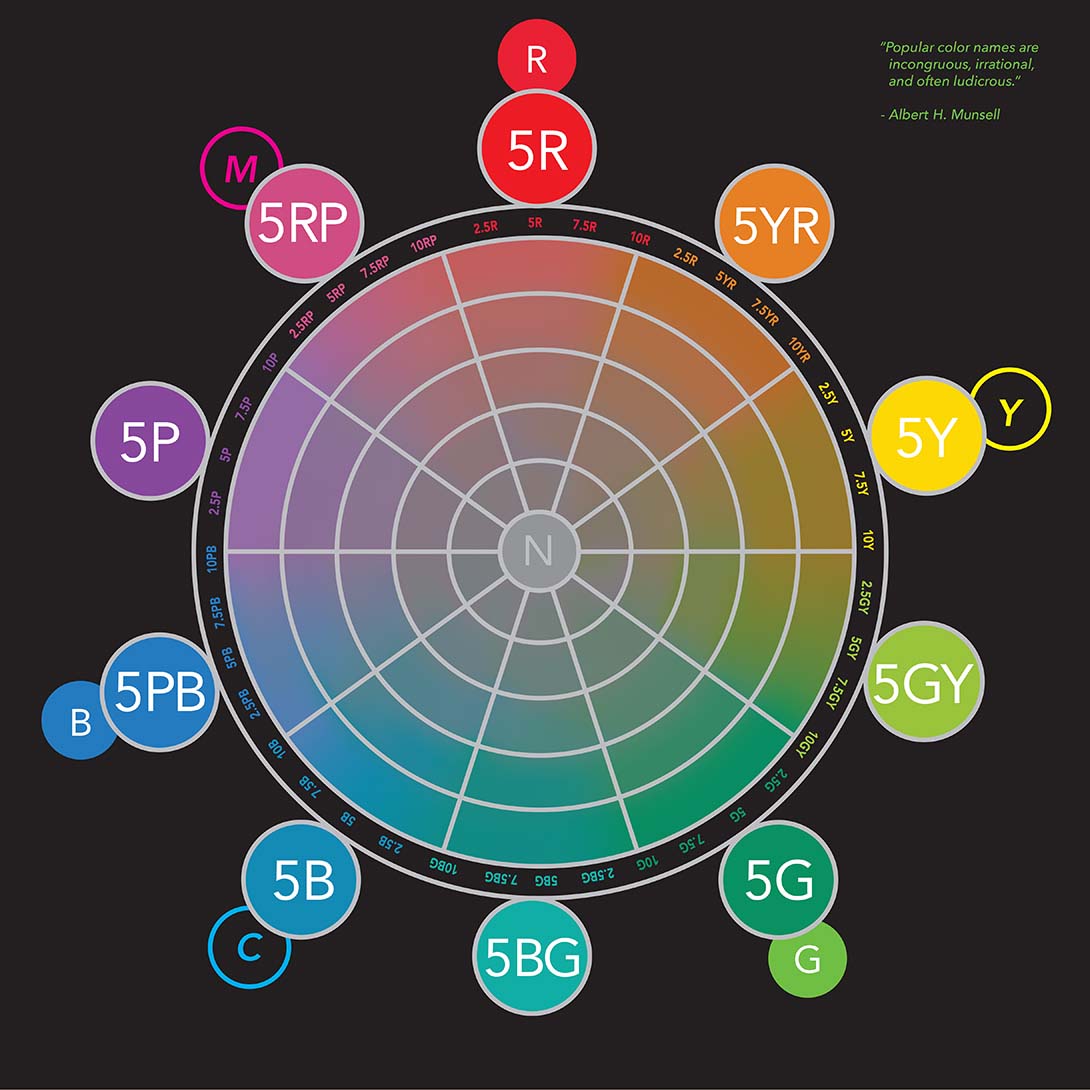 R
"Popular color names are
incongruous, irrational,
and often ludicrous."
- Albert H. Munsell
5R
M
5RP
5YR
2.5R
5R
7.5R
10R
2.5R
5YR
7.5YR
10YR
2.5Y
5Y
7.5Y
10Y
2.5GY
5GY
7.5GY
10GY
2.5G
5G
7.5G
10G
2.5BG
5BG
7.5BG
10BG
2.5B
5B
7.5B
10B
2.5PB
5PB
7.5PB
10PB
2.5P
5P
7.5P
10P
2.5RP
5RP
7.5RP
10RP
5P
5Y
Y
N
5PB
B
5GY
5B
C
5G
G
5BG